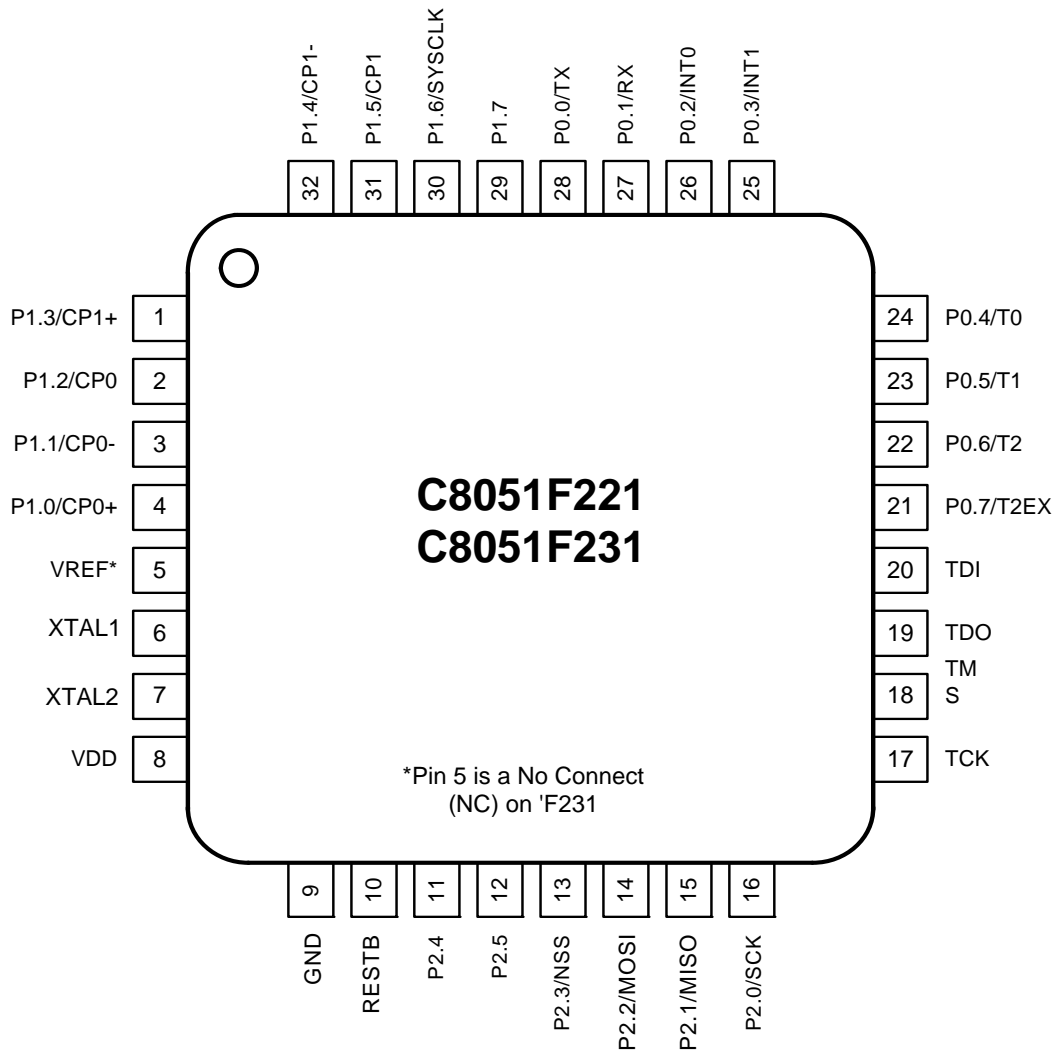 P1.4/CP1-
P1.5/CP1
P1.6/SYSCLK
P1.7
P0.0/TX
P0.1/RX
P0.2/INT0
P0.3/INT1
32
31
30
29
28
27
26
25
P1.3/CP1+ 1
P1.2/CP0 2
P1.1/CP0- 3
P1.0/CP0+ 4
VREF* 5
XTAL1 6
XTAL2 7
VDD 8
24 P0.4/T0
23 P0.5/T1
22 P0.6/T2
21 P0.7/T2EX
20 TDI
19 TDO
TM
18 S
17 TCK
C8051F221
C8051F231
*Pin 5 is a No Connect
(NC) on 'F231
9
10
11
12
13
14
15
16
GND
RESTB
P2.4
P2.5
P2.3/NSS
P2.2/MOSI
P2.1/MISO
P2.0/SCK